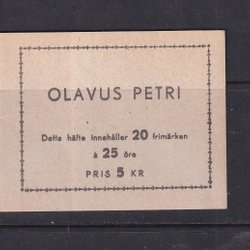 OLAVUS PETRI
Detta häfte innehåller 20 frimärken
à 25 öre
PRIS 5 KR